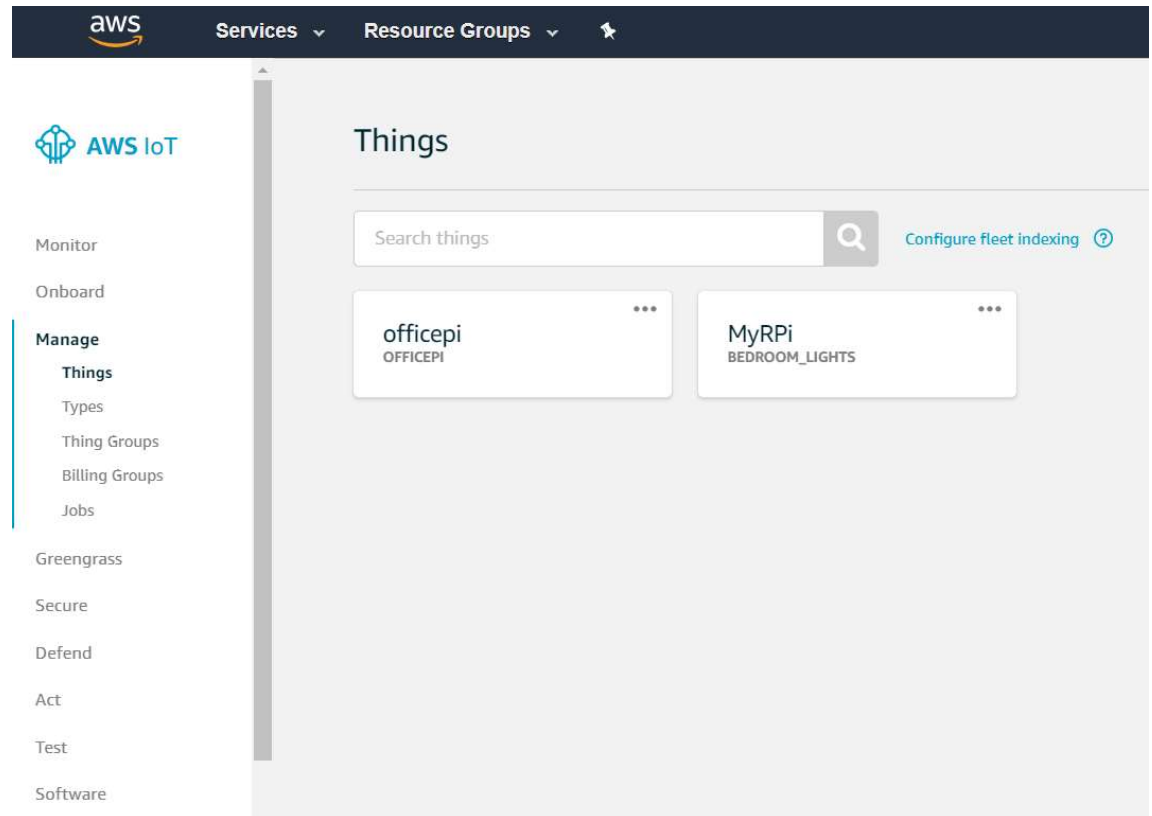 aws Services Resource Groups
AWS IoT
Monitor
Onboard
Manage
Things
Types
Thing Groups
Billing Groups
Jobs
Greengrass
Secure
Defend
Act
Test
Software
Things
Search things
Configure fleet indexing ?
officepi
OFFICEPI
MyRPi
BEDROOM_LIGHTS